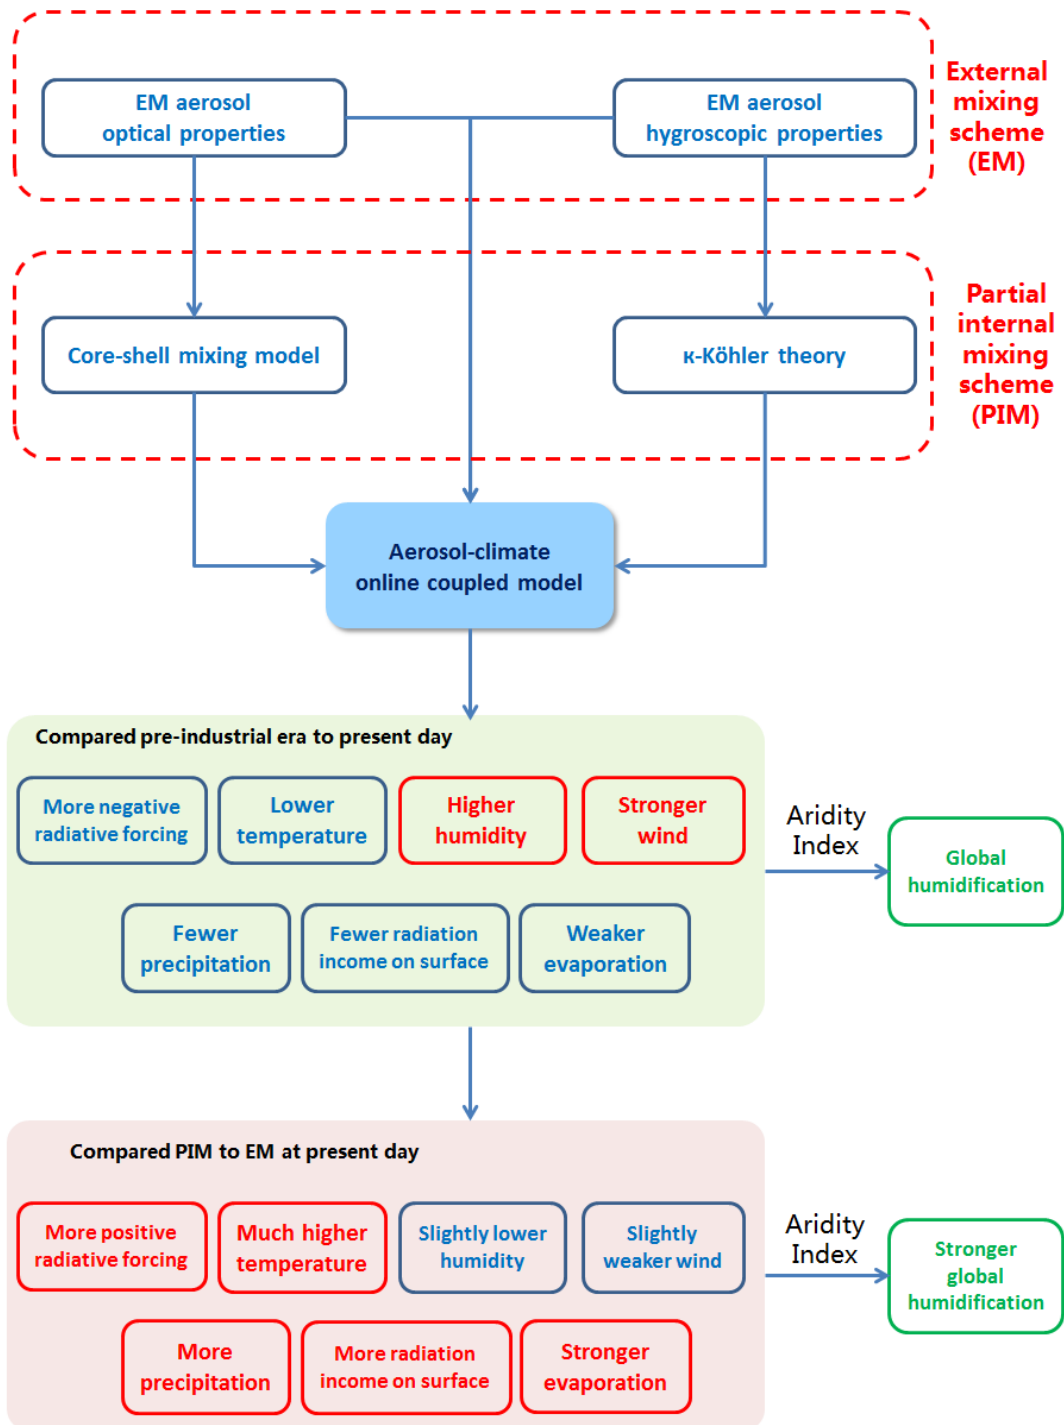 External
mixing
scheme
(EM)
EM aerosol
optical properties
EM aerosol
hygroscopic properties
Partial
internal
mixing
scheme
(PIM)
Core-shell mixing model
κ-Köhler theory
Aerosol-climate
online coupled model
Compared pre-industrial era to present day
More negative
radiative forcing
Lower
temperature
Higher
humidity
Stronger
wind
Fewer
precipitation
Fewer radiation
income on surface
Weaker
evaporation
Aridity
Index
Global
humidification
Compared PIM to EM at present day
More positive
radiative forcing
Much higher
temperature
Slightly lower
humidity
Slightly
weaker wind
More
precipitation
More radiation
income on surface
Stronger
evaporation
Aridity
Index
Stronger
global
humidification